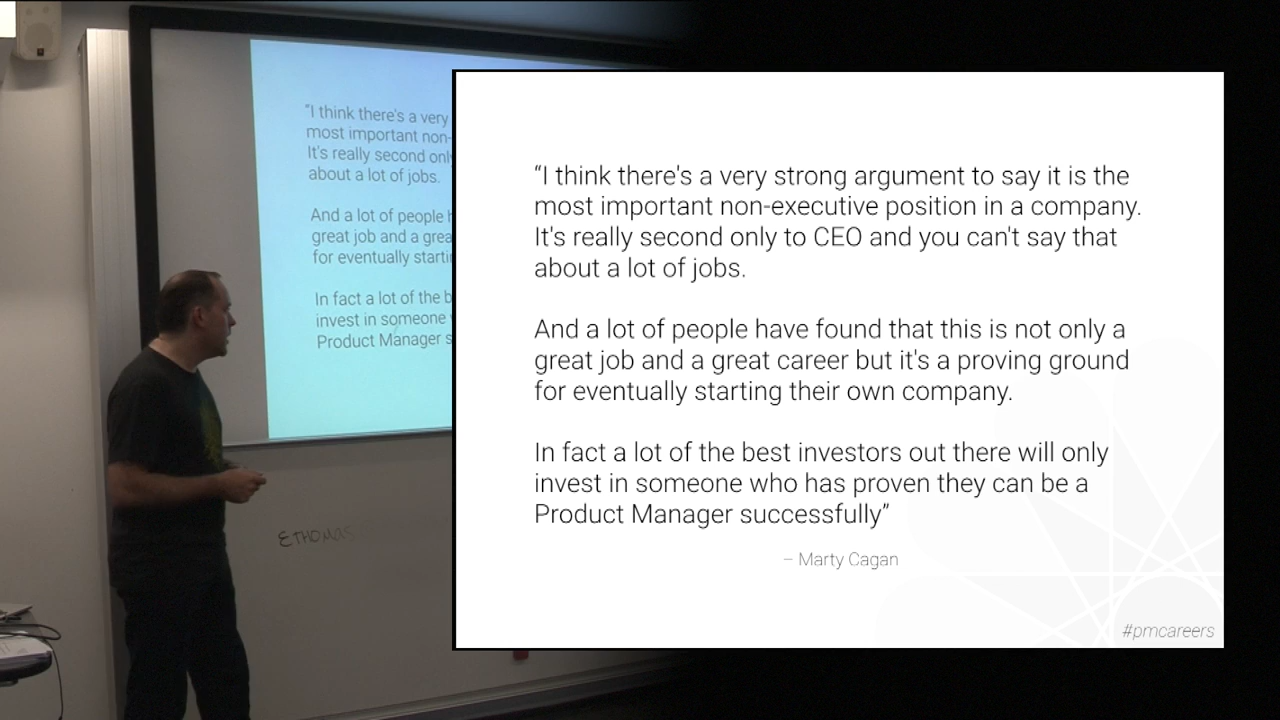 "I think there's a very
most important non-
It's really second only
about a lot of jobs.
And a lot of people h
great job and a grea
for eventually starti
In fact a lot of the b
invest in someone
Product Manager s
ETHOMAS
“I think there's a very strong argument to say it is the
most important non-executive position in a company.
It's really second only to CEO and you can't say that
about a lot of jobs.
And a lot of people have found that this is not only a
great job and a great career but it's a proving ground
for eventually starting their own company.
In fact a lot of the best investors out there will only
invest in someone who has proven they can be a
Product Manager successfully”
– Marty Cagan
#pmcareers